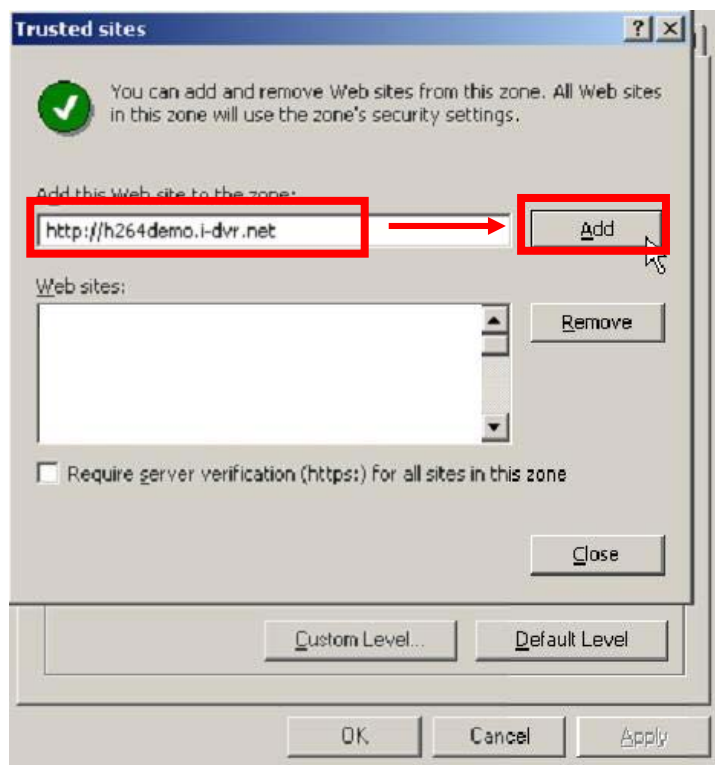 Trusted sites
You can add and remove Web sites from this zone. All Web sites
in this zone will use the zone's security settings.
Add this Web site to the zone:
http://h264demo.i-dvr.net
Add
Web sites:
Remove
Require server verification (https:) for all sites in this zone
Close
Custom Level...
Default Level
OK
Cancel
Apply